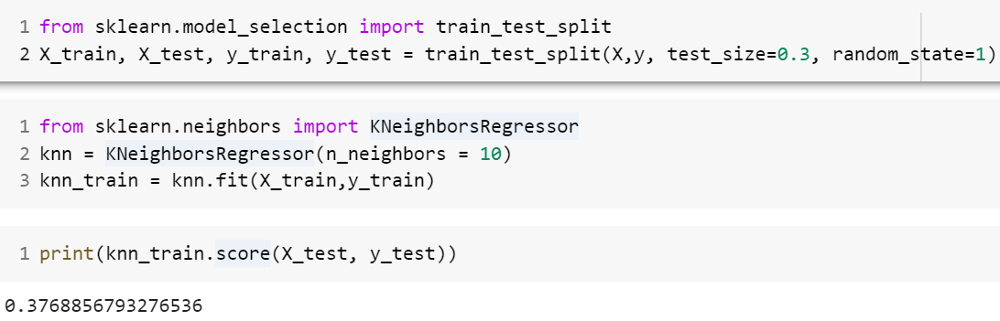 1 from sklearn.model_selection import train_test_split
2 X_train, X_test, y_train, y_test = train_test_split(X,y, test_size=0.3, random_state=1)
1 from sklearn.neighbors import KNeighborsRegressor
2 knn = KNeighborsRegressor(n_neighbors = 10)
3 knn_train = knn.fit(X_train,y_train)
1 print(knn_train.score(X_test, y_test))
0.3768856793276536